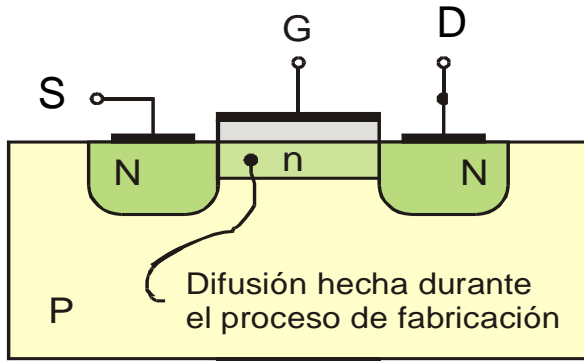 G
D
S
N
n
N
P
Difusión hecha durante
el proceso de fabricación